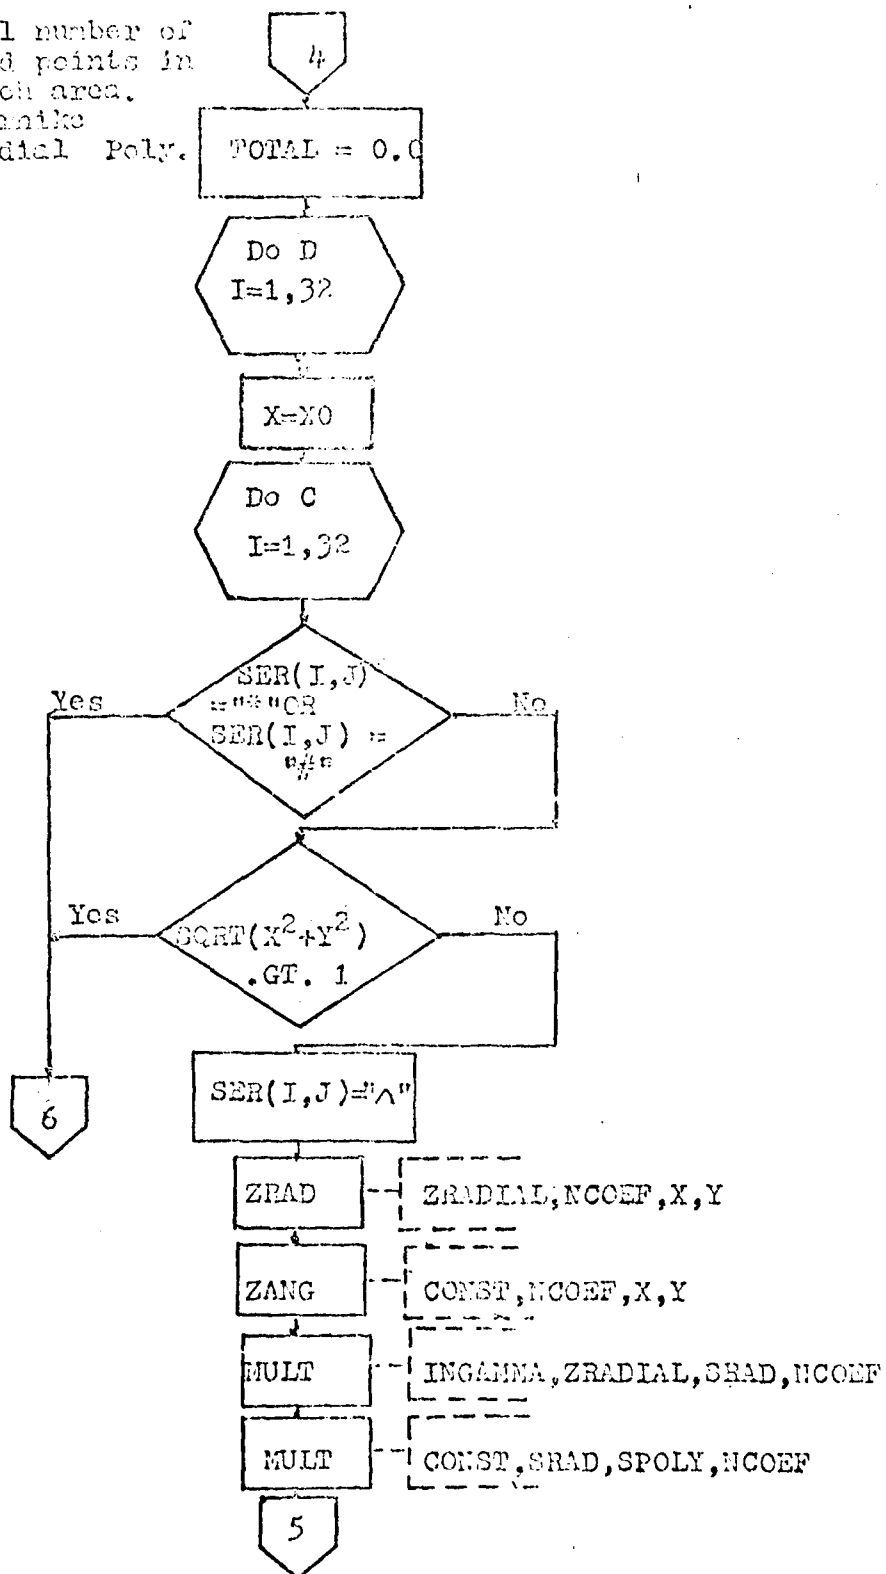 l number of
d points in
ch area.
nike
dial Poly.
4
TOTAL = 0.0
Do D
I=1,32
X=X0
Do C
I=1,32
SER(I,J)
="*"OR
SER(I,J) =
"#"
Yes
No
SQRT(X²+Y²)
.GT. 1
Yes
No
SER(I,J)="^"
6
ZRAD
ZRADIAL,NCOEF,X,Y
ZANG
CONST,NCOEF,X,Y
MULT
INGAMMA,ZRADIAL,SRAD,NCOEF
MULT
CONST,SRAD,SPOLY,NCOEF
5